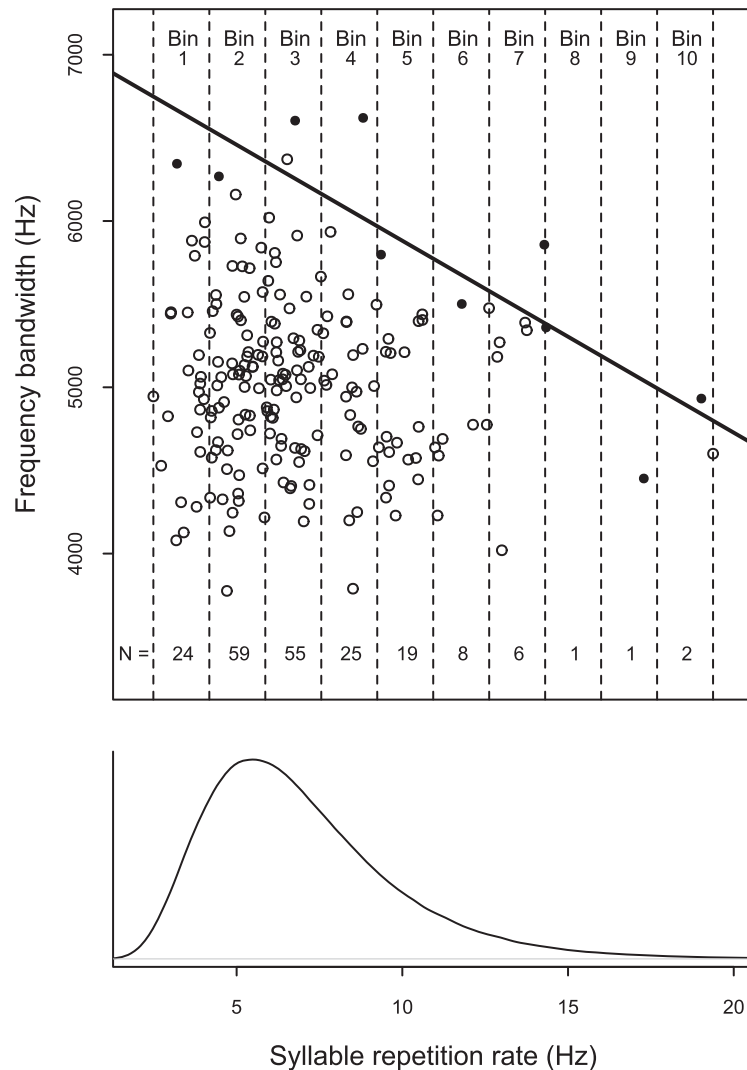 Bin Bin Bin Bin Bin Bin Bin Bin Bin Bin
1 2 3 4 5 6 7 8 9 10
7000
6000
5000
4000
Frequency bandwidth (Hz)
N = 24 59 55 25 19 8 6 1 1 2
5 10 15 20
Syllable repetition rate (Hz)